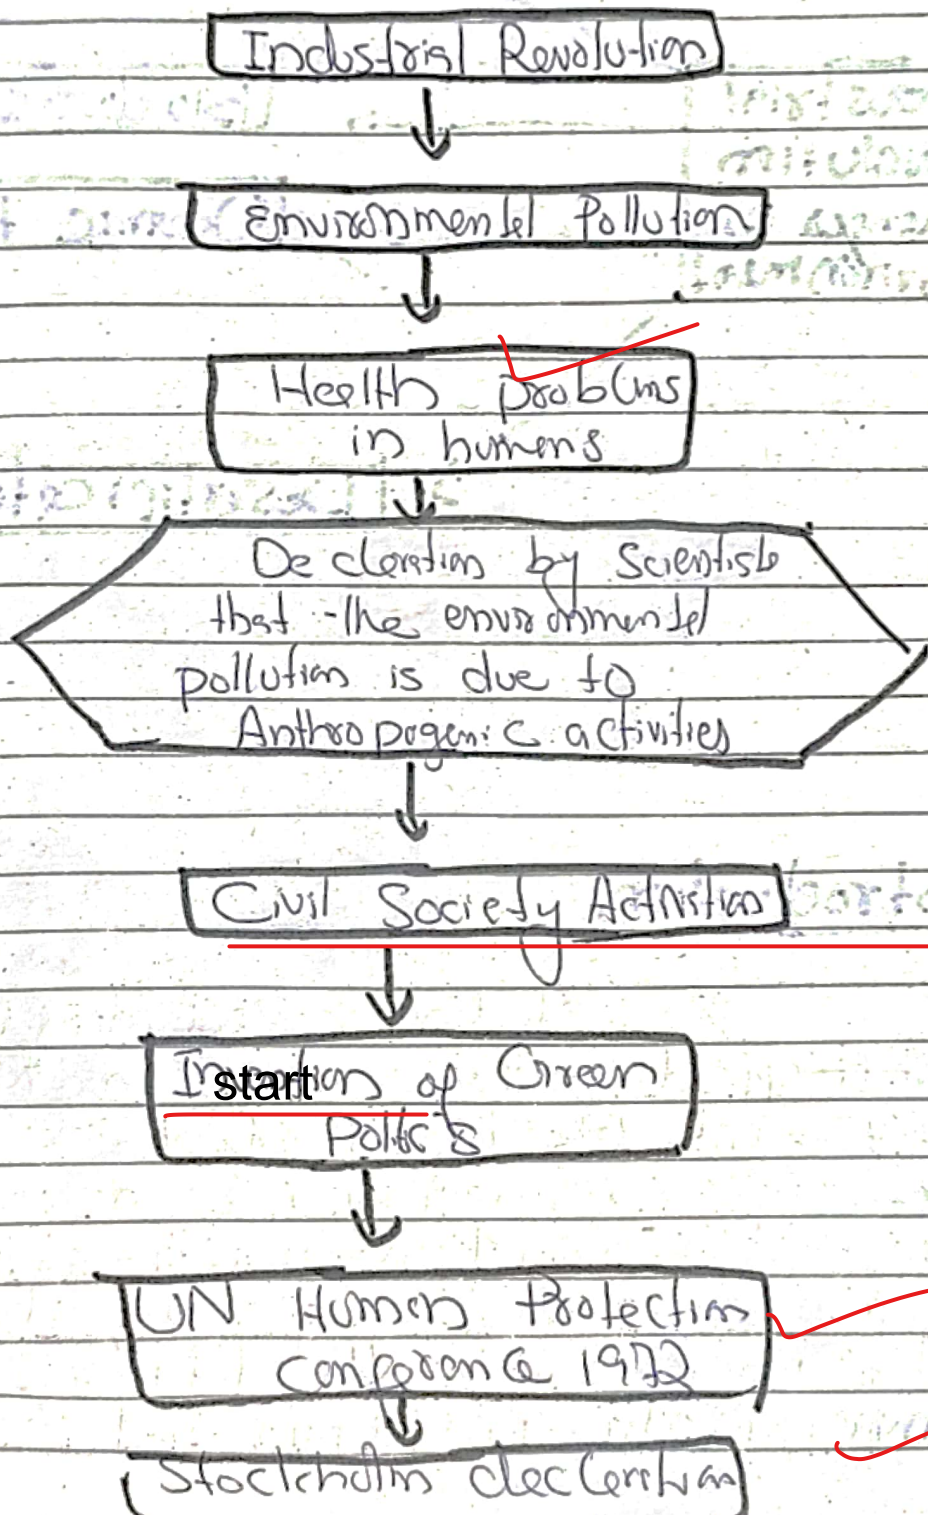 Industrial Revolution
Environmental Pollution
Health problems
in humans
Declaration by Scientists
that the environmental
pollution is due to
Anthropogenic activities
Civil Society
start of Green
Politics
UN Human Protection
conference 1972
Stockholm declaration